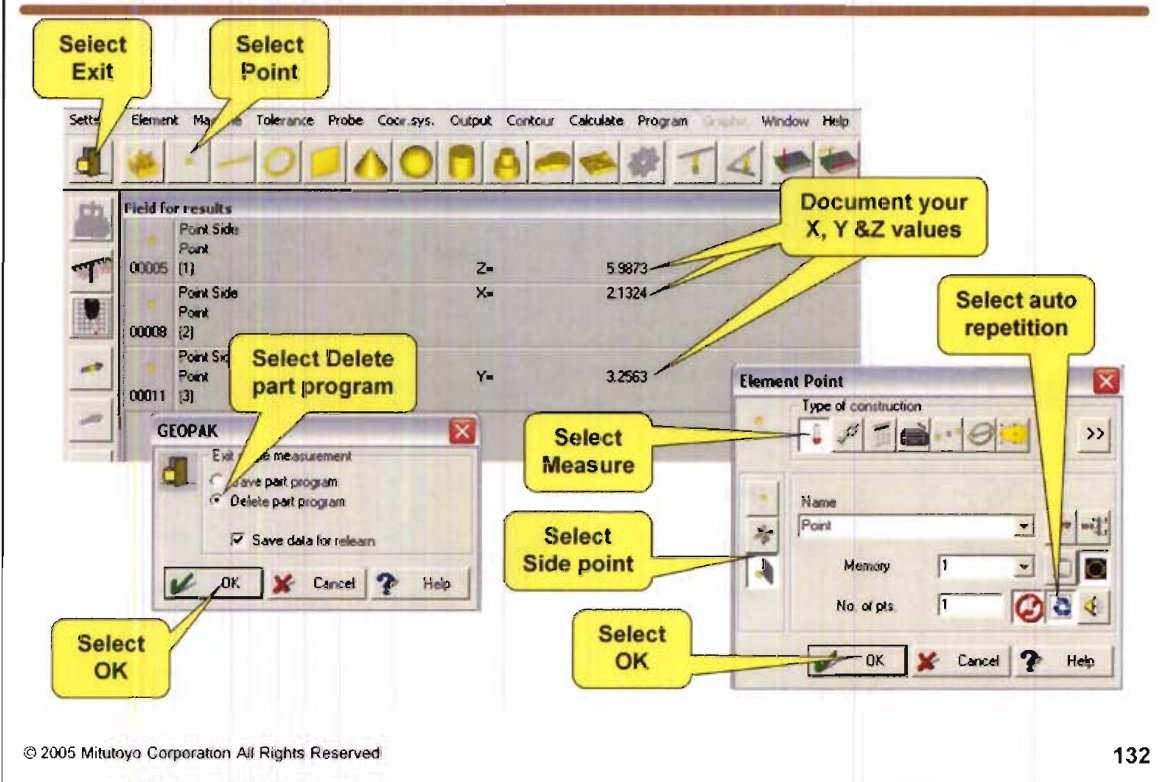 Select
Exit
Select
Point
Element
Tolerance
Probe
Coor.sys.
Output
Contour
Calculate
Program
Window
Help
Field for results
Document your
X, Y &Z values
Point Side
Point
00005 (1) Z= 5.9873
Point Side X= 2.1324
Point
00008 (2)
Select auto
repetition
Select Delete
part program
Point
00011 (3) Y= 3.2563
Element Point
Type of construction
>>
GEOPAK
measurement
part program
Delete part program
Save data for relearn
OK Cancel Help
Select
OK
Select
Measure
Name
Point
Select
Side point
Memory 1
No. of pts. 1
Select
OK
OK Cancel Help
© 2005 Mitutoyo Corporation All Rights Reserved
132